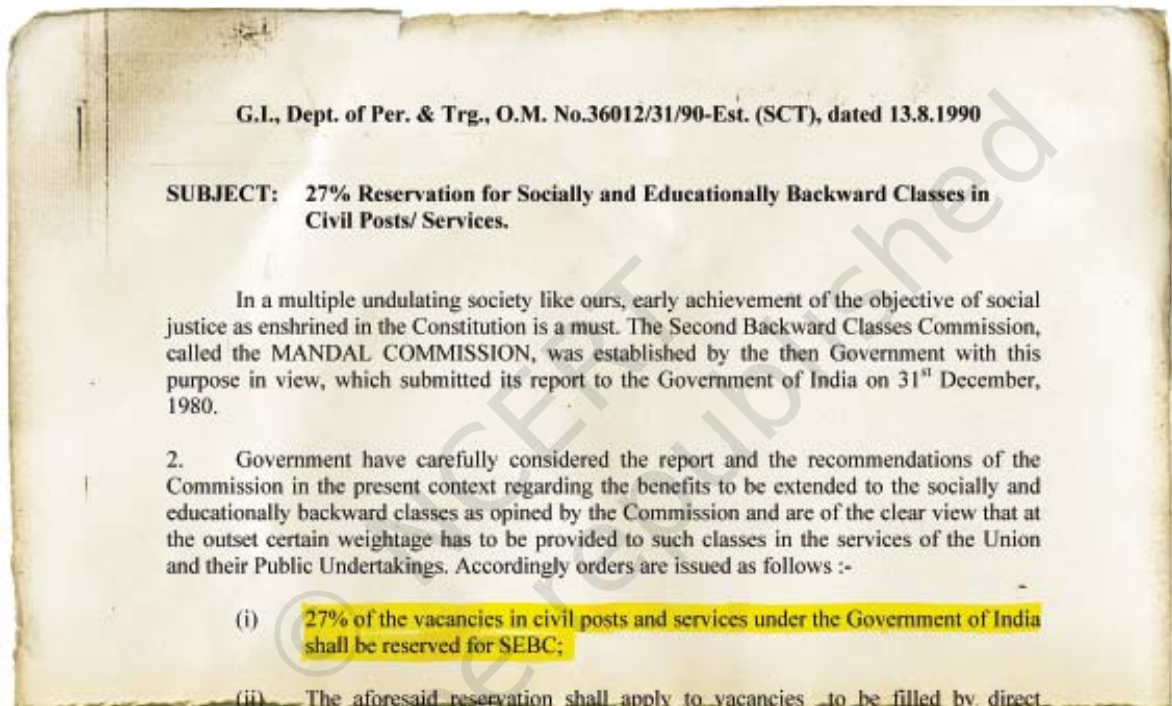 G.I., Dept. of Per. & Trg., O.M. No.36012/31/90-Est. (SCT), dated 13.8.1990
SUBJECT: 27% Reservation for Socially and Educationally Backward Classes in
Civil Posts/ Services.
In a multiple undulating society like ours, early achievement of the objective of social
justice as enshrined in the Constitution is a must. The Second Backward Classes Commission,
called the MANDAL COMMISSION, was established by the then Government with this
purpose in view, which submitted its report to the Government of India on 31st December,
1980.
2. Government have carefully considered the report and the recommendations of the
Commission in the present context regarding the benefits to be extended to the socially and
educationally backward classes as opined by the Commission and are of the clear view that at
the outset certain weightage has to be provided to such classes in the services of the Union
and their Public Undertakings. Accordingly orders are issued as follows :-
(i) 27% of the vacancies in civil posts and services under the Government of India
shall be reserved for SEBC;
(ii) The aforesaid reservation shall apply to vacancies to be filled by direct
© NCERT
republished